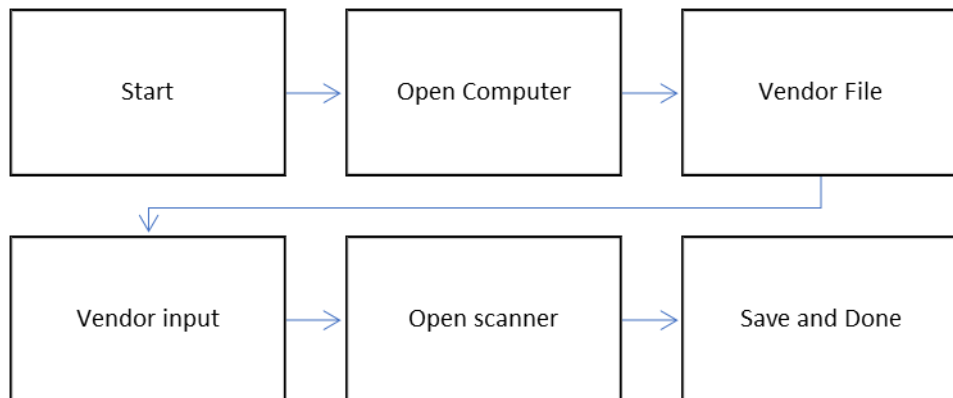 Start
Open Computer
Vendor File
Vendor input
Open scanner
Save and Done